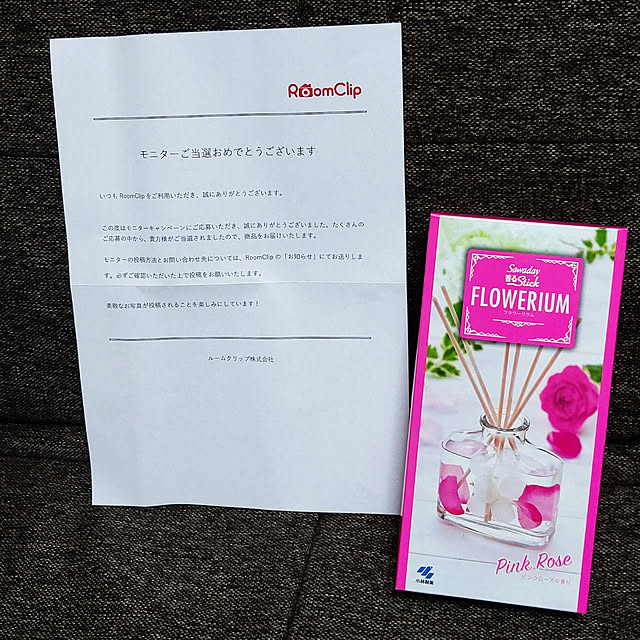 RoomClip
モニターご当選おめでとうございます
いつも RoomClip をご利用いただき、誠にありがとうございます。
この度はモニターキャンペーンにご応募いただき、誠にありがとうございました。たくさんの
ご応募の中から、貴方様がご当選されましたので、商品をお届けいたします。
モニターの投稿方法とお問い合わせ先については、RoomClip の「お知らせ」にてお送りしま
す。必ずご確認いただいた上で投稿をお願いいたします。
素敵なお写真が投稿されることを楽しみにしています！
ルームクリップ株式会社
Sawaday
香るStick
FLOWERIUM
フラワーリウム
Pink Rose
ピンクローズの香り
小林製薬